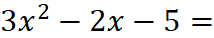 3x² − 2x − 5 =